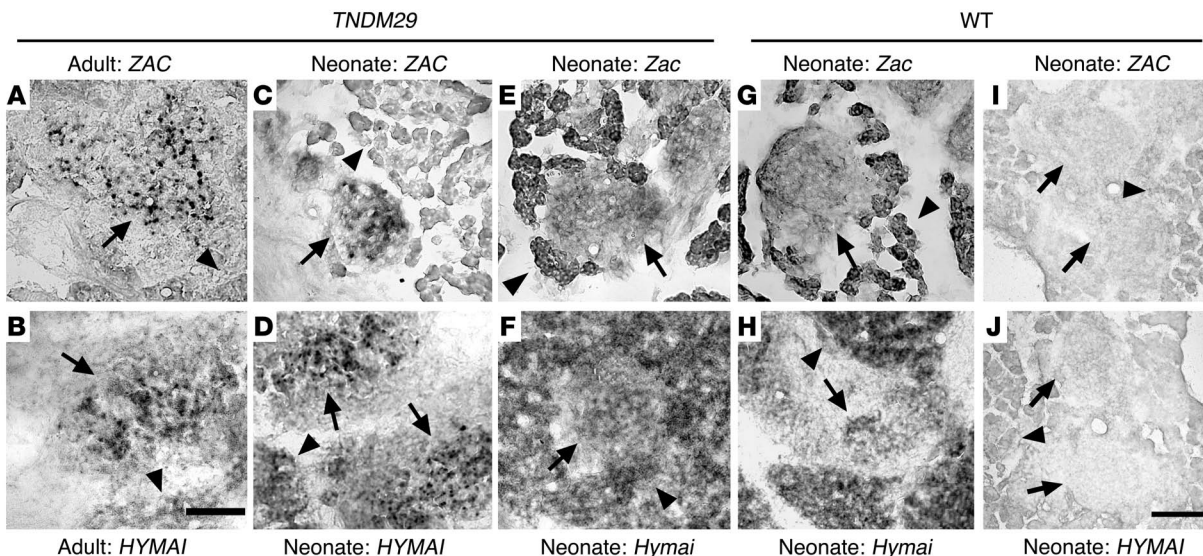 TNDM29 WT
Adult: ZAC Neonate: ZAC Neonate: Zac Neonate: Zac Neonate: ZAC
A C E G I
B D F H J
Adult: HYMAI Neonate: HYMAI Neonate: Hymai Neonate: Hymai Neonate: HYMAI